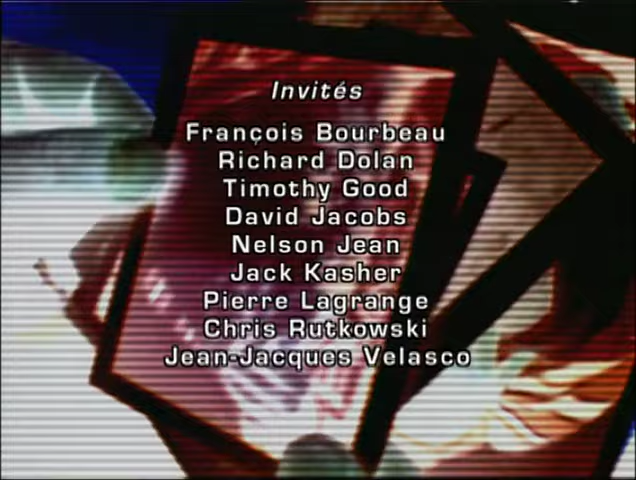 Invités
François Bourbeau
Richard Dolan
Timothy Good
David Jacobs
Nelson Jean
Jack Kasher
Pierre Lagrange
Chris Rutkowski
Jean-Jacques Velasco